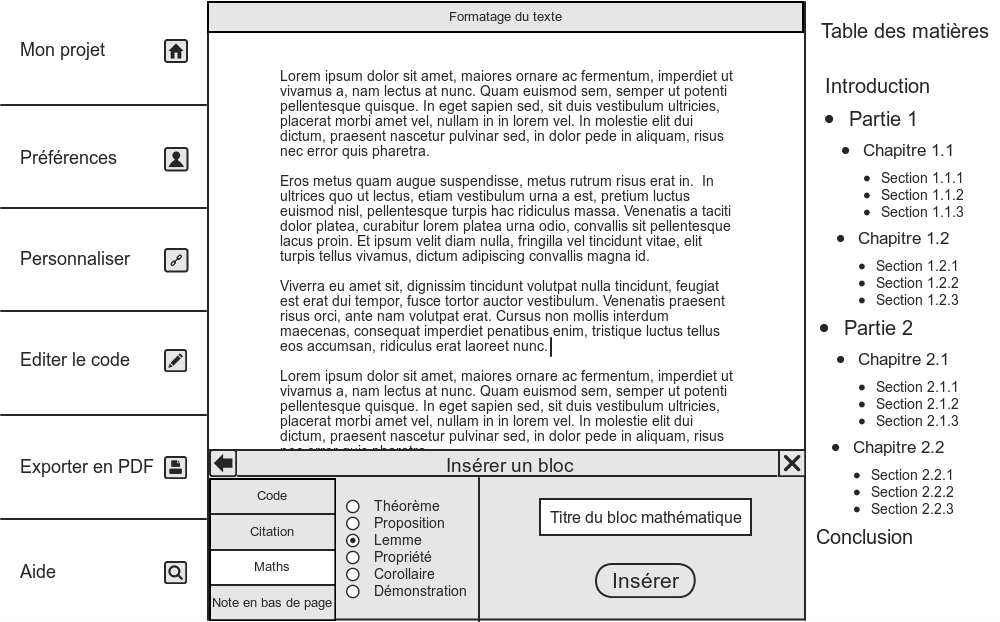 Mon projet
Préférences
Personnaliser
Editer le code
Exporter en PDF
Aide
Formatage du texte
Lorem ipsum dolor sit amet, maiores ornare ac fermentum, imperdiet ut
vivamus a, nam lectus at nunc. Quam euismod sem, semper ut potenti
pellentesque quisque. In eget sapien sed, sit duis vestibulum ultricies,
placerat morbi amet vel, nullam in in lorem vel. In molestie elit dui
dictum, praesent nascetur pulvinar sed, in dolor pede in aliquam, risus
nec error quis pharetra.
Eros metus quam augue suspendisse, metus rutrum risus erat in.  In
ultrices quo ut lectus, etiam vestibulum urna a est, pretium luctus
euismod nisl, pellentesque turpis hac ridiculus massa. Venenatis a taciti
dolor platea, curabitur lorem platea urna odio, convallis sit pellentesque
lacus proin. Et ipsum velit diam nulla, fringilla vel tincidunt vitae, elit
turpis tellus vivamus, dictum adipiscing convallis magna id.
Viverra eu amet sit, dignissim tincidunt volutpat nulla tincidunt, feugiat
est erat dui tempor, fusce tortor auctor vestibulum. Venenatis praesent
risus orci, ante nam volutpat erat. Cursus non mollis interdum
maecenas, consequat imperdiet penatibus enim, tristique luctus tellus
eos accumsan, ridiculus erat laoreet nunc.
Lorem ipsum dolor sit amet, maiores ornare ac fermentum, imperdiet ut
vivamus a, nam lectus at nunc. Quam euismod sem, semper ut potenti
pellentesque quisque. In eget sapien sed, sit duis vestibulum ultricies,
placerat morbi amet vel, nullam in in lorem vel. In molestie elit dui
dictum, praesent nascetur pulvinar sed, in dolor pede in aliquam, risus
Insérer un bloc
Code
Citation
Maths
Note en bas de page
Théorème
Proposition
Lemme
Propriété
Corollaire
Démonstration
Titre du bloc mathématique
Insérer
Table des matières
Introduction
Partie 1
Chapitre 1.1
Section 1.1.1
Section 1.1.2
Section 1.1.3
Chapitre 1.2
Section 1.2.1
Section 1.2.2
Section 1.2.3
Partie 2
Chapitre 2.1
Section 2.1.1
Section 2.1.2
Section 2.1.3
Chapitre 2.2
Section 2.2.1
Section 2.2.2
Section 2.2.3
Conclusion